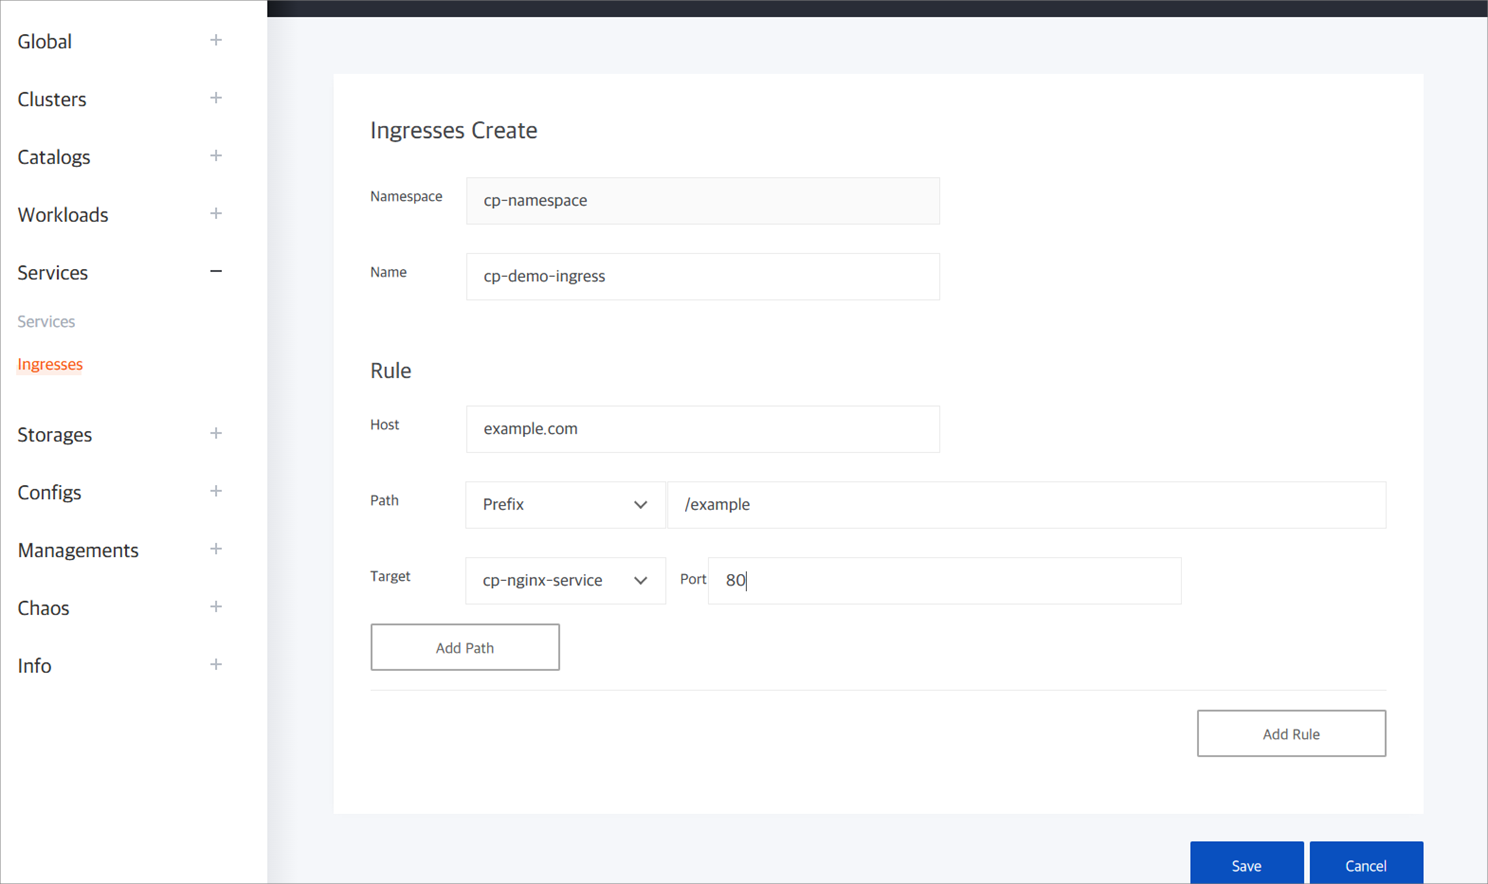 Global
Clusters
Catalogs
Workloads
Services
Services
Ingresses
Storages
Configs
Managements
Chaos
Info
Ingresses Create
Namespace cp-namespace
Name cp-demo-ingress
Rule
Host example.com
Path Prefix /example
Target cp-nginx-service Port 80
Add Path
Add Rule
Save Cancel